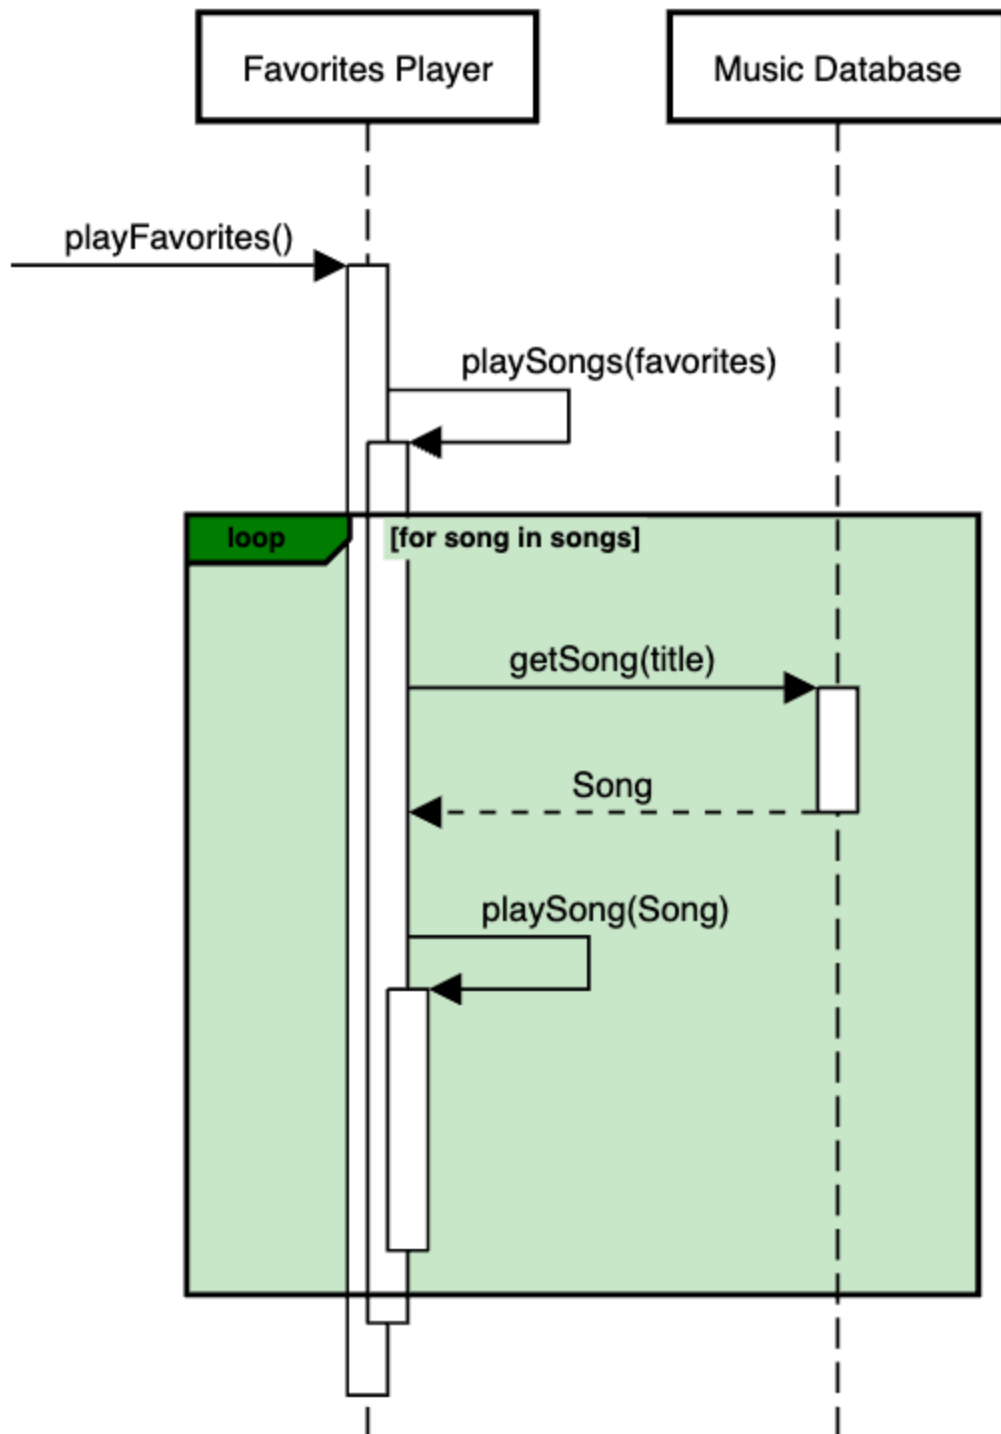 Favorites Player
Music Database
playFavorites()
playSongs(favorites)
loop
[for song in songs]
getSong(title)
Song
playSong(Song)